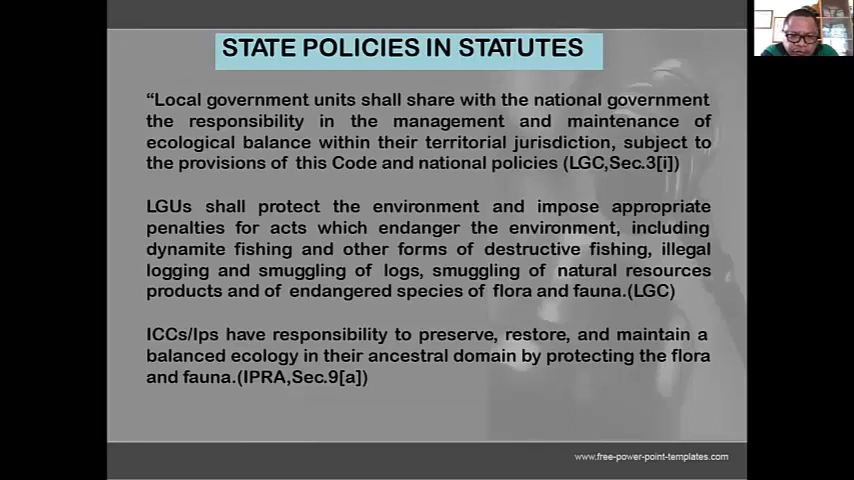 STATE POLICIES IN STATUTES
“Local government units shall share with the national government
the responsibility in the management and maintenance of
ecological balance within their territorial jurisdiction, subject to
the provisions of this Code and national policies (LGC,Sec.3[i])
LGUs shall protect the environment and impose appropriate
penalties for acts which endanger the environment, including
dynamite fishing and other forms of destructive fishing, illegal
logging and smuggling of logs, smuggling of natural resources
products and of endangered species of flora and fauna.(LGC)
ICCs/Ips have responsibility to preserve, restore, and maintain a
balanced ecology in their ancestral domain by protecting the flora
and fauna.(IPRA,Sec.9[a])
www.free-power-point-templates.com